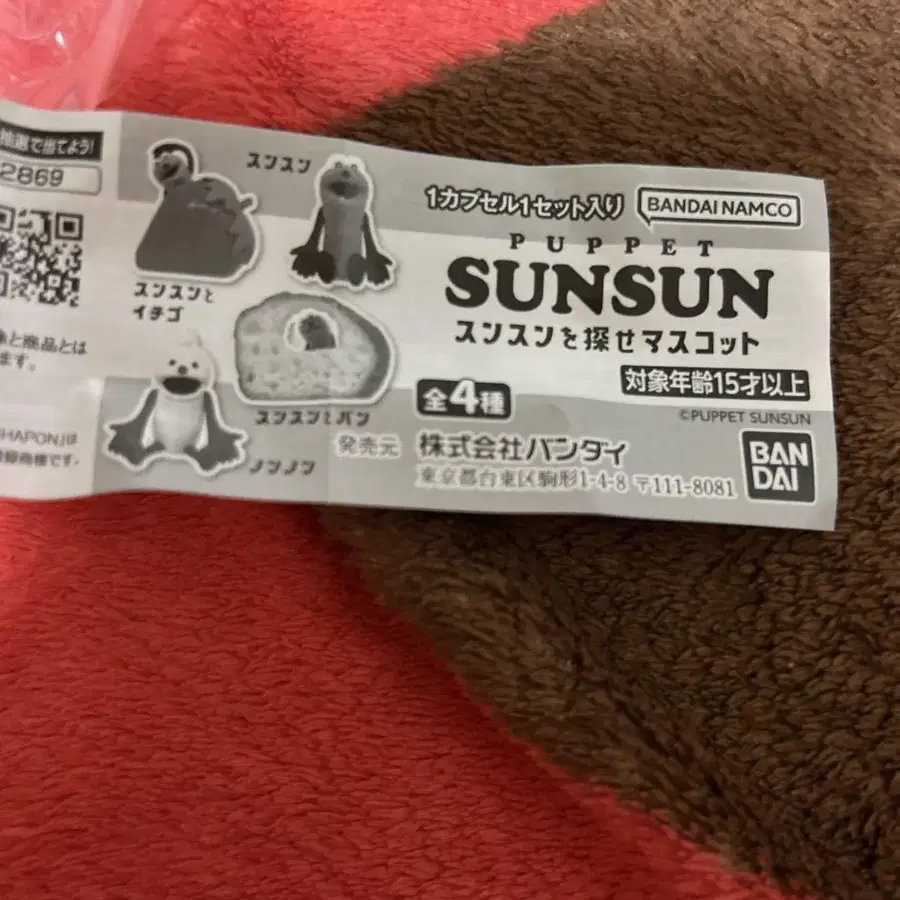 抽選で当てよう!
2869
スンスン
スンスンと
イチゴ
象と商品とは
ます。
スンスンとパン
ノンノン
HAPON」は
登録商標です。
1カプセル1セット入り
BANDAI NAMCO
PUPPET
SUNSUN
スンスンを探せマスコット
対象年齢15才以上
©PUPPET SUNSUN
全4種
発売元 株式会社バンダイ
東京都台東区駒形1-4-8 〒111-8081
BAN
DAI